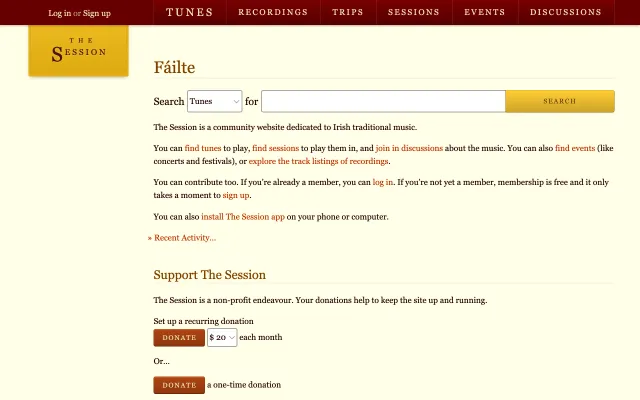 Log in or Sign up
TUNES
RECORDINGS
TRIPS
SESSIONS
EVENTS
DISCUSSIONS
THE
SESSION
Fáilte
Search Tunes for SEARCH
The Session is a community website dedicated to Irish traditional music.
You can find tunes to play, find sessions to play them in, and join in discussions about the music. You can also find events (like
concerts and festivals), or explore the track listings of recordings.
You can contribute too. If you're already a member, you can log in. If you're not yet a member, membership is free and it only
takes a moment to sign up.
You can also install The Session app on your phone or computer.
» Recent Activity...
Support The Session
The Session is a non-profit endeavour. Your donations help to keep the site up and running.
Set up a recurring donation
DONATE $ 20 each month
Or...
DONATE a one-time donation